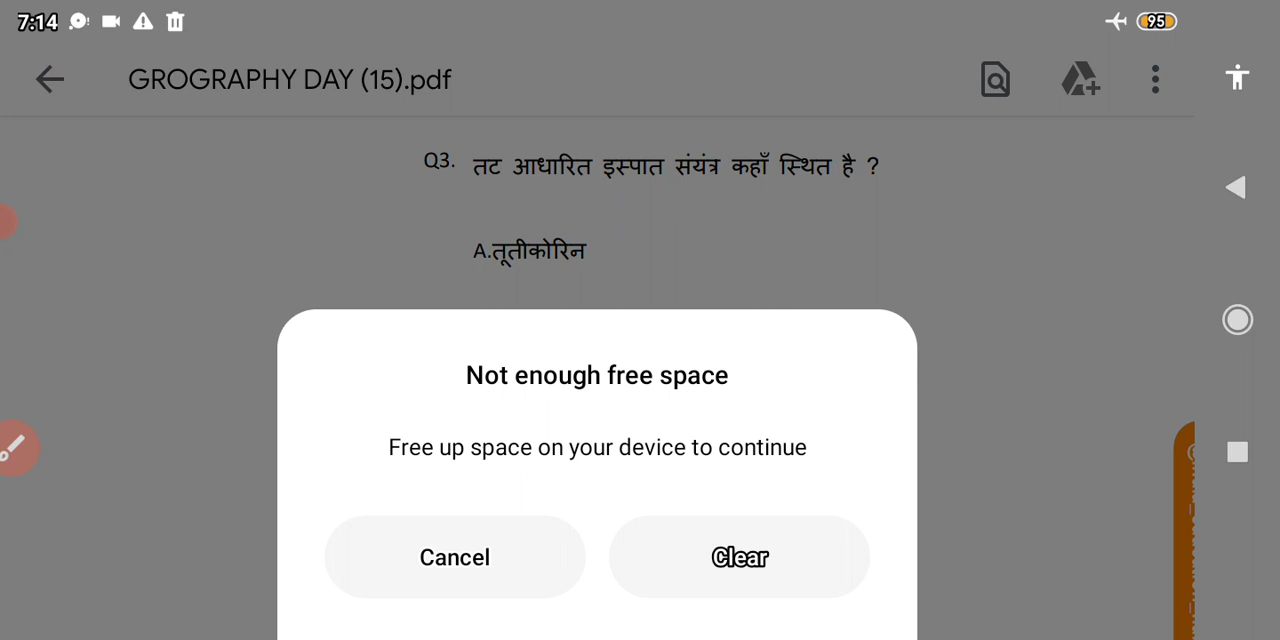 7:14
95
GROGRAPHY DAY (15).pdf
Q3. तट आधारित इस्पात संयंत्र कहाँ स्थित है ?
A.तूतीकोरिन
Not enough free space
Free up space on your device to continue
Cancel
Clear